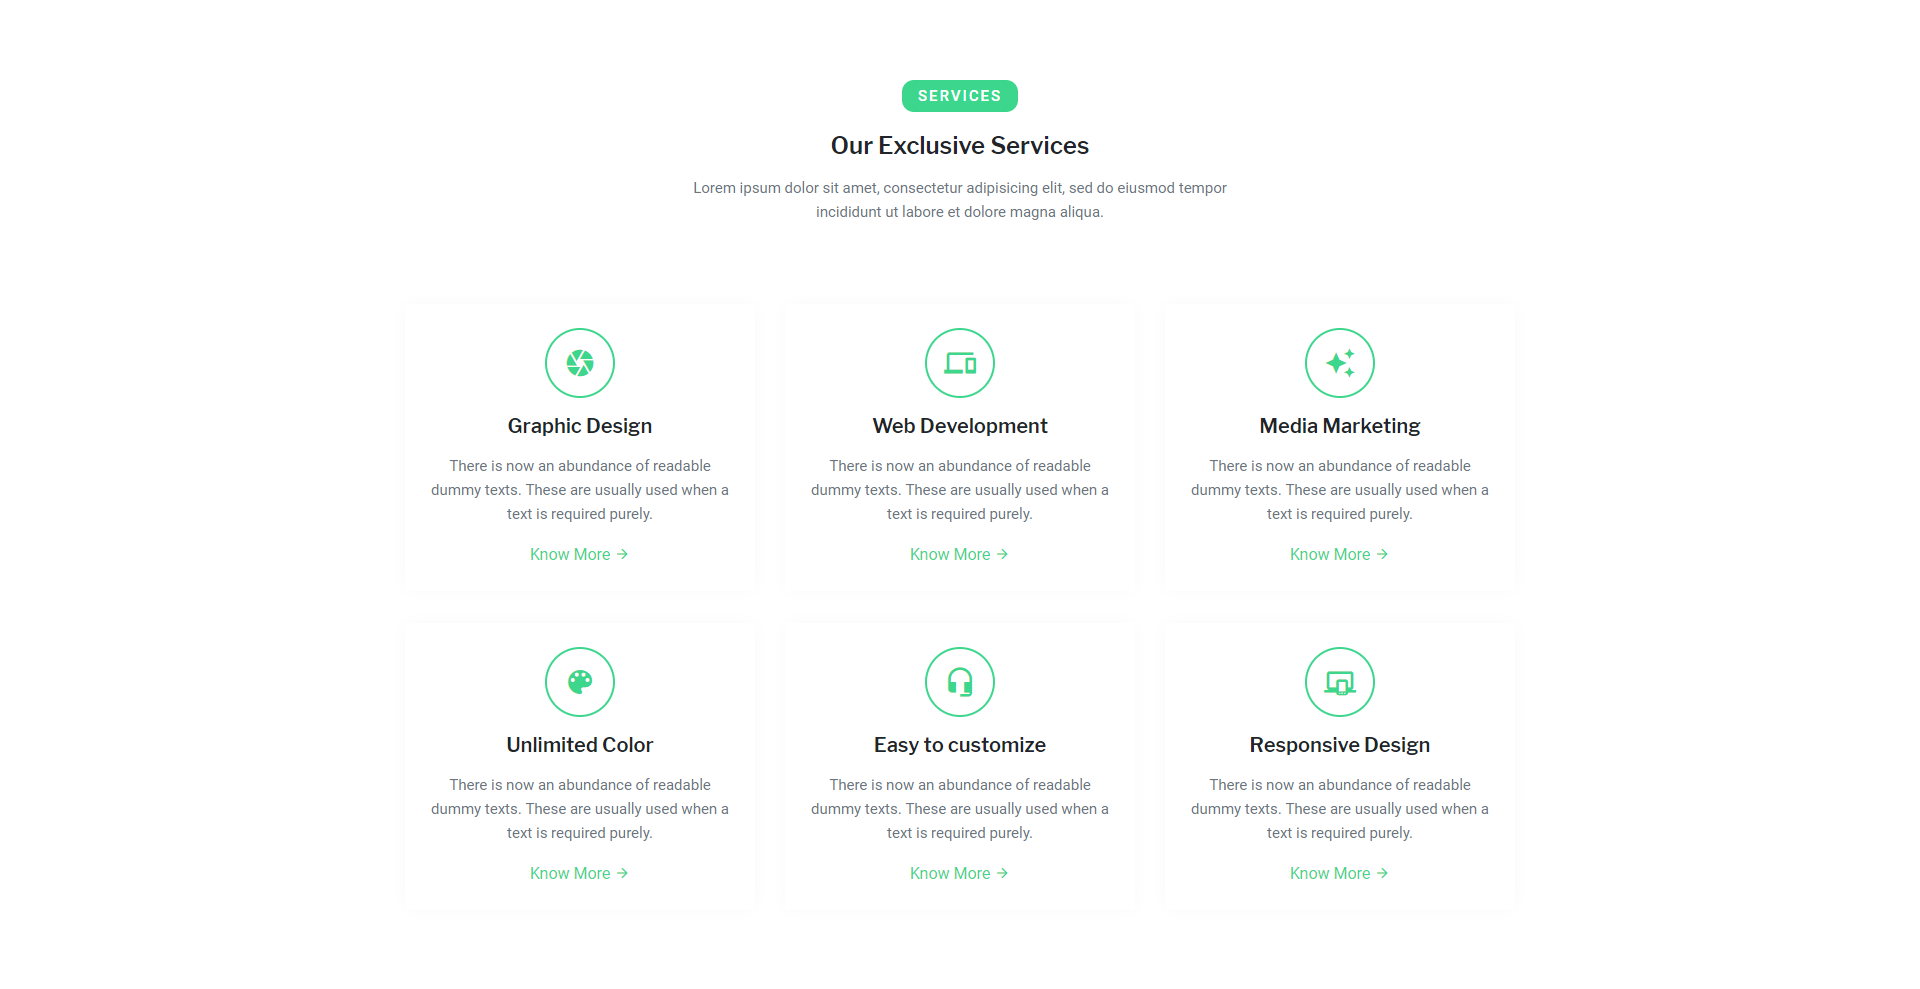 SERVICES
Our Exclusive Services
Lorem ipsum dolor sit amet, consectetur adipisicing elit, sed do eiusmod tempor
incididunt ut labore et dolore magna aliqua.
Graphic Design
There is now an abundance of readable
dummy texts. These are usually used when a
text is required purely.
Know More →
Web Development
There is now an abundance of readable
dummy texts. These are usually used when a
text is required purely.
Know More →
Media Marketing
There is now an abundance of readable
dummy texts. These are usually used when a
text is required purely.
Know More →
Unlimited Color
There is now an abundance of readable
dummy texts. These are usually used when a
text is required purely.
Know More →
Easy to customize
There is now an abundance of readable
dummy texts. These are usually used when a
text is required purely.
Know More →
Responsive Design
There is now an abundance of readable
dummy texts. These are usually used when a
text is required purely.
Know More →